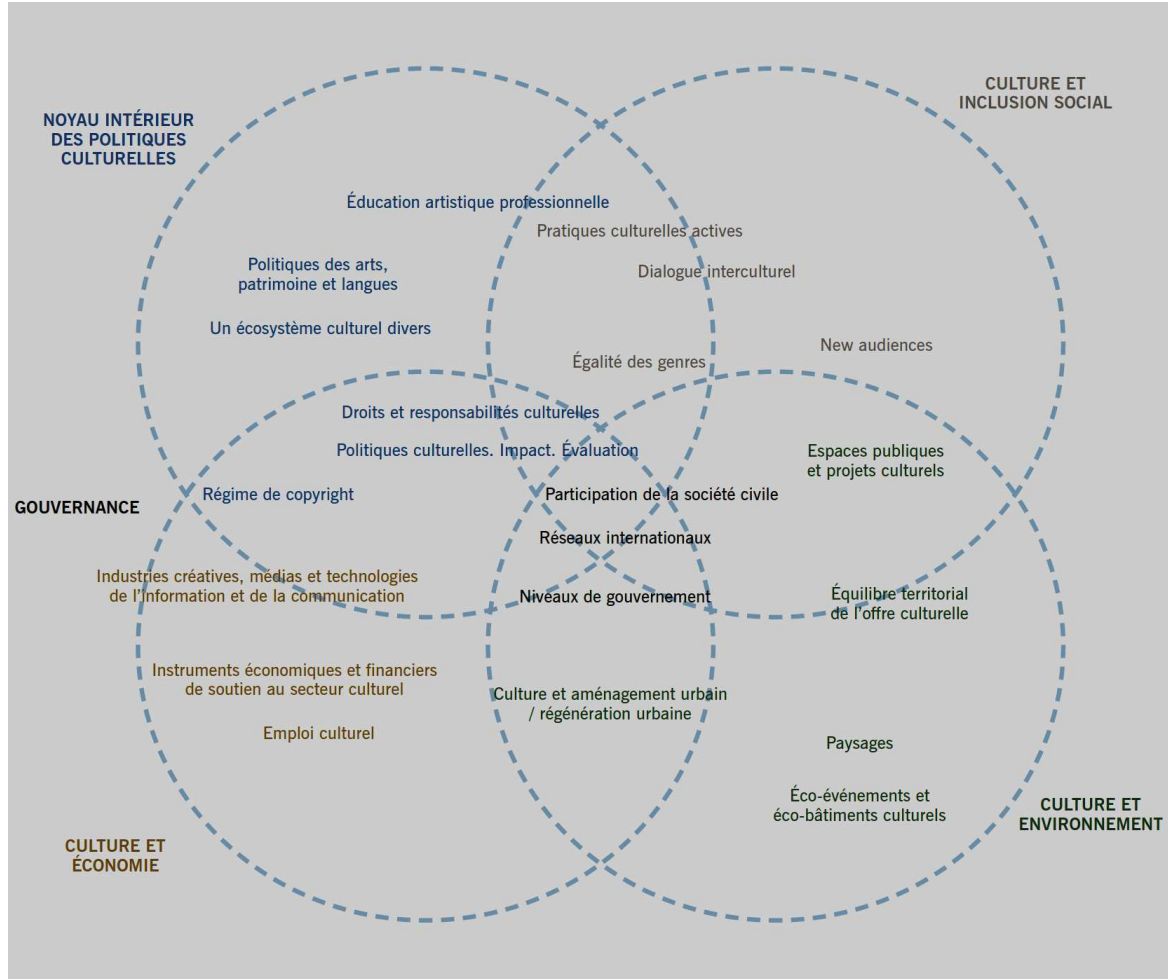 CULTURE ET
INCLUSION SOCIAL
NOYAU INTÉRIEUR
DES POLITIQUES
CULTURELLES
Éducation artistique professionnelle
Pratiques culturelles actives
Politiques des arts,
patrimoine et langues
Dialogue interculturel
Un écosystème culturel divers
New audiences
Égalité des genres
Droits et responsabilités culturelles
Politiques culturelles. Impact. Évaluation
Espaces publiques
et projets culturels
Régime de copyright
Participation de la société civile
GOUVERNANCE
Réseaux internationaux
Industries créatives, médias et technologies
de l'information et de la communication
Niveaux de gouvernement
Équilibre territorial
de l'offre culturelle
Instruments économiques et financiers
de soutien au secteur culturel
Culture et aménagement urbain
/ régénération urbaine
Emploi culturel
Paysages
Éco-événements et
éco-bâtiments culturels
CULTURE ET
ENVIRONNEMENT
CULTURE ET
ÉCONOMIE